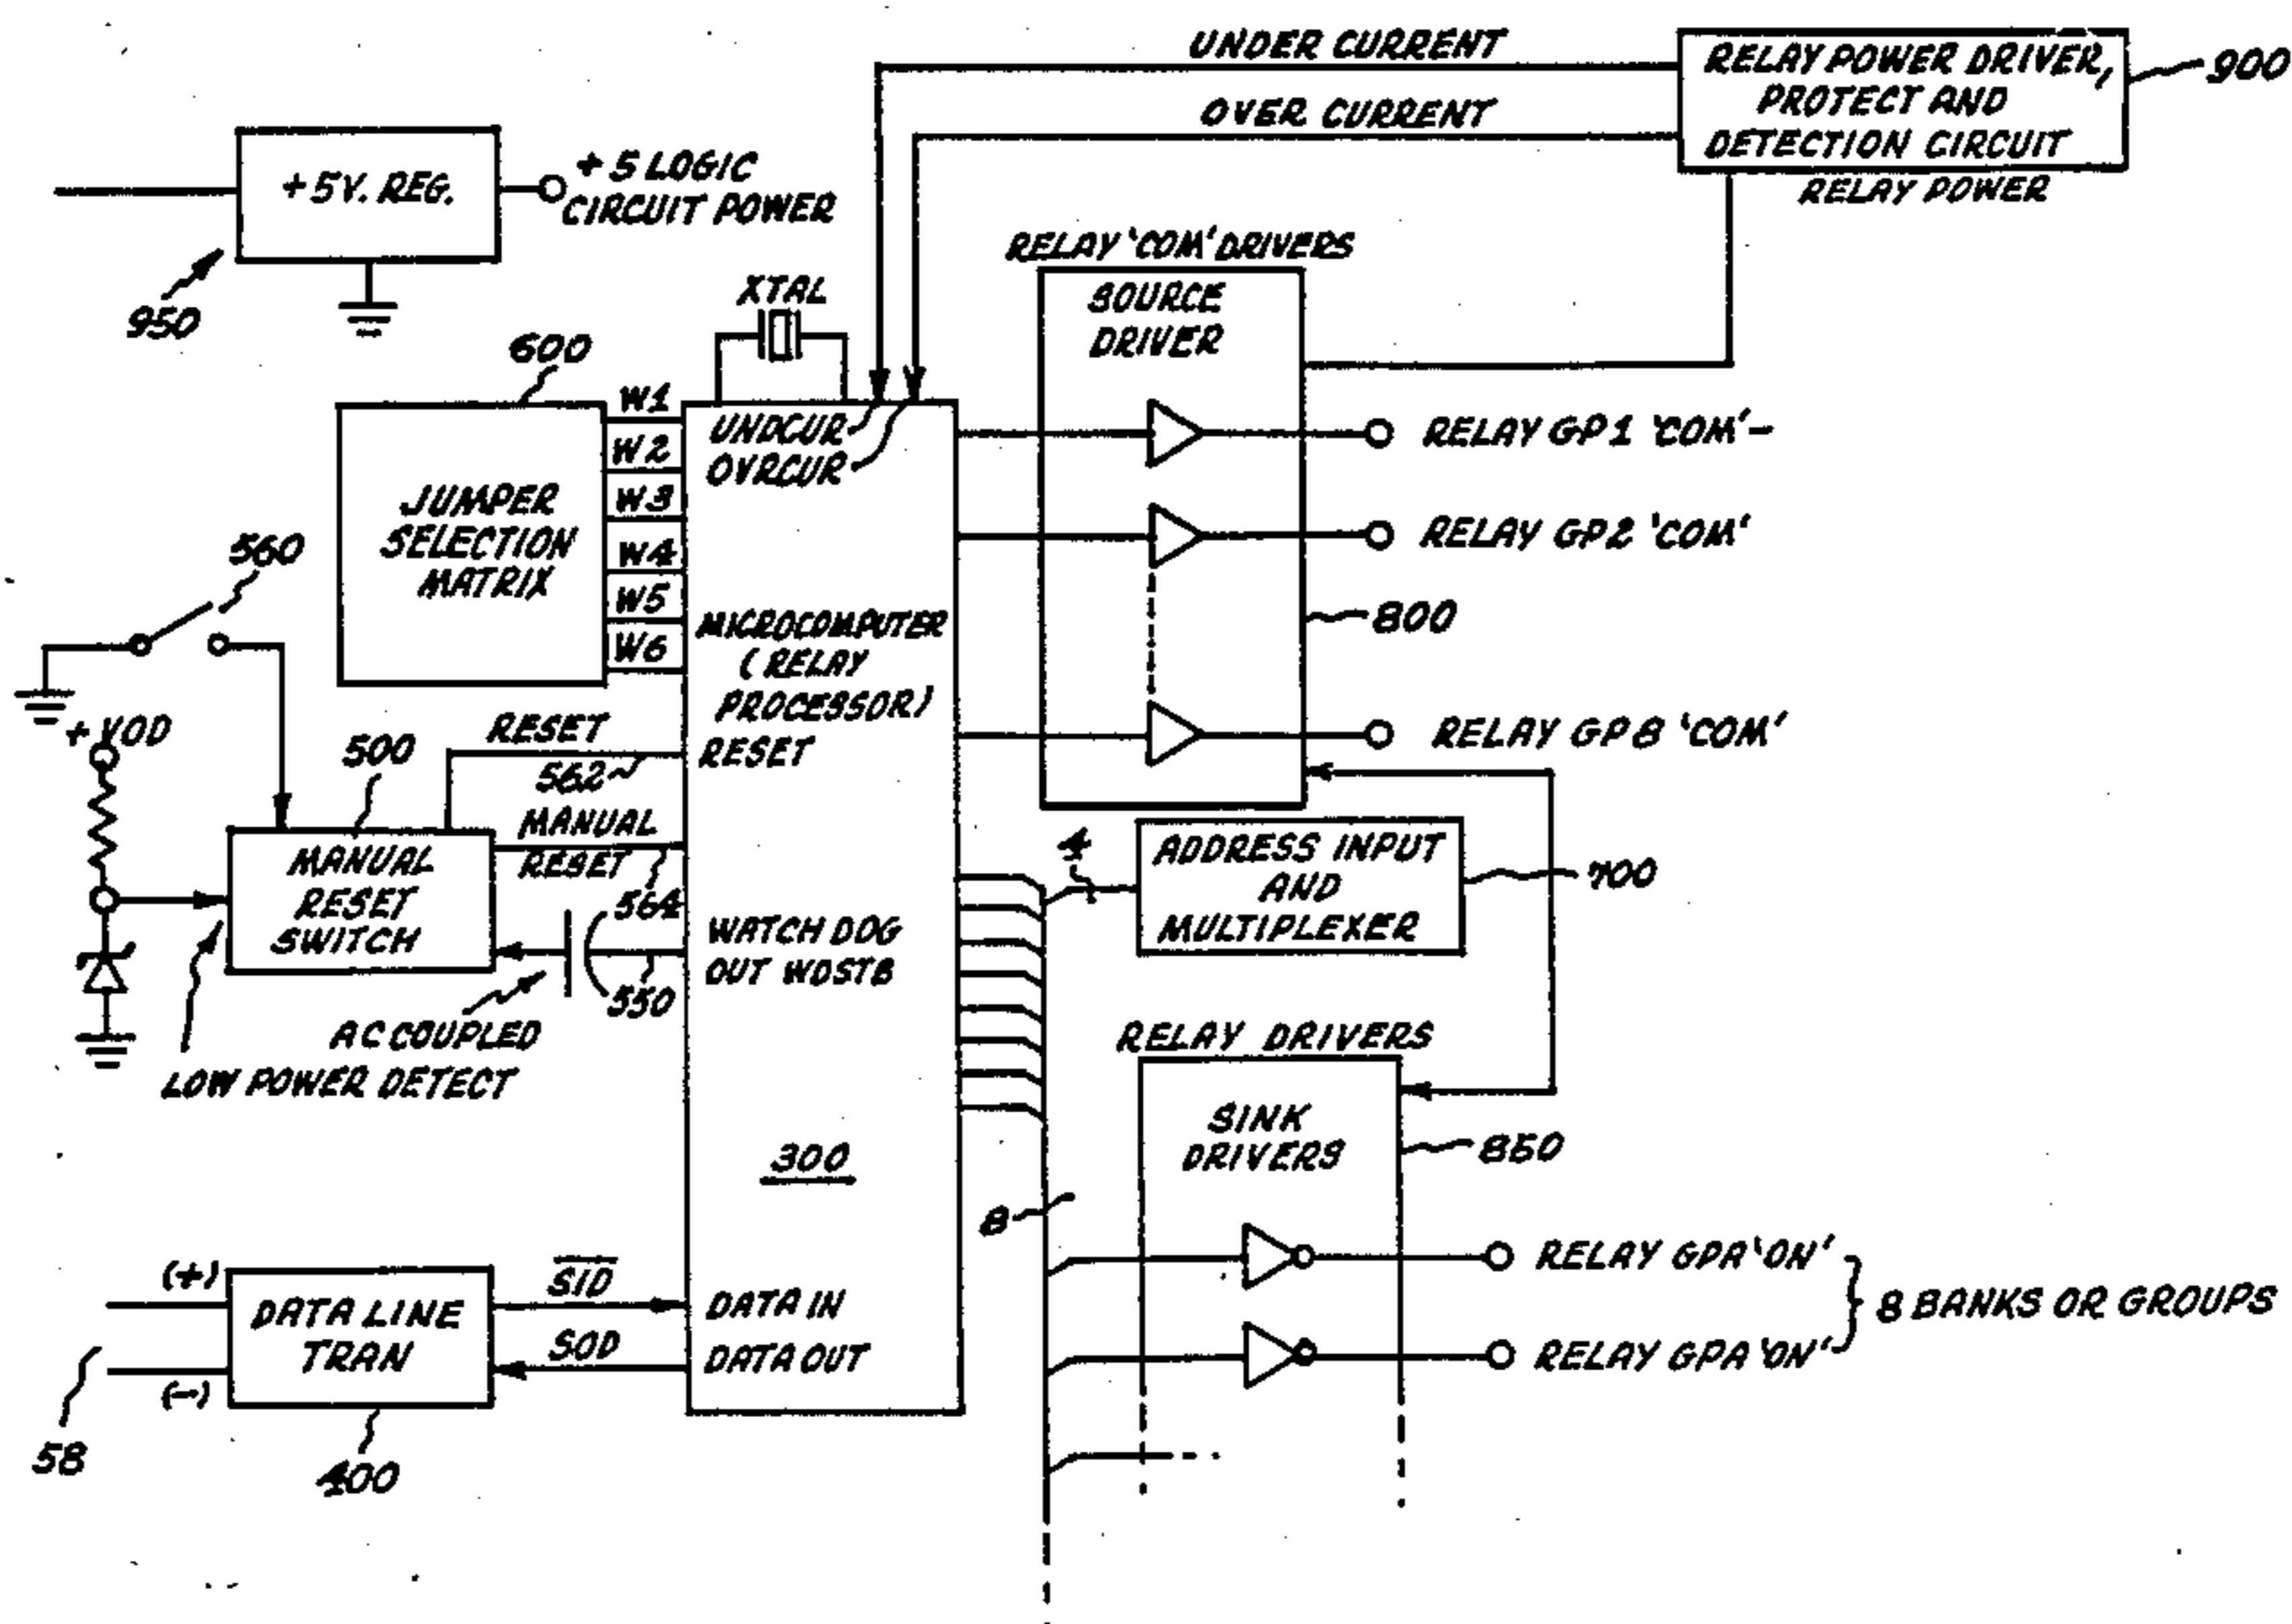 UNDER CURRENT
OVER CURRENT
RELAY POWER DRIVER,
PROTECT AND
DETECTION CIRCUIT
900
RELAY POWER
+5V. REG.
+5 LOGIC
CIRCUIT POWER
950
RELAY 'COM' DRIVERS
SOURCE
DRIVER
XTAL
600
JUMPER
SELECTION
MATRIX
W1
W2
W3
W4
W5
W6
UNDCUR
OVRCUR
MICROCOMPUTER
(RELAY
PROCESSOR)
RESET
RELAY GP1 'COM'-
RELAY GP2 'COM'
800
RELAY GP8 'COM'
560
+VOD
500
RESET
562
MANUAL
RESET
564
MANUAL
RESET
SWITCH
WATCH DOG
OUT WDSTB
550
AC COUPLED
LOW POWER DETECT
4
ADDRESS INPUT
AND
MULTIPLEXER
700
RELAY DRIVERS
SINK
DRIVERS
850
300
8
RELAY GPA 'ON'
RELAY GPA 'ON'
8 BANKS OR GROUPS
(+)
(-)
58
DATA LINE
TRAN
400
SID
SOD
DATA IN
DATA OUT